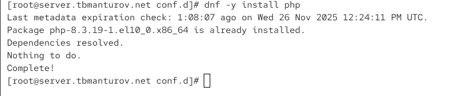 [root@server.tbmanturov.net conf.d]# dnf -y install php
Last metadata expiration check: 1:08:07 ago on Wed 26 Nov 2025 12:24:11 PM UTC.
Package php-8.3.19-1.el10_0.x86_64 is already installed.
Dependencies resolved.
Nothing to do.
Complete!
[root@server.tbmanturov.net conf.d]#